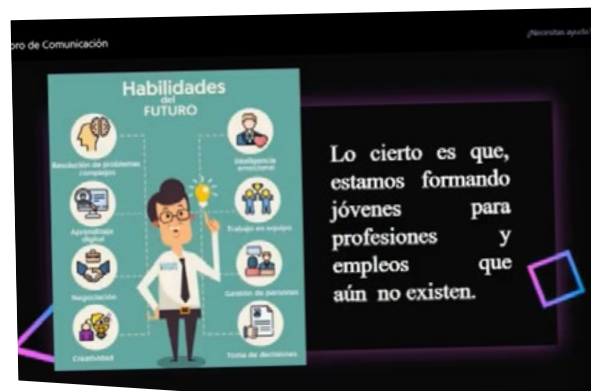 oro de Comunicación
¿Necesitas ayuda?
Habilidades
del
FUTURO
Resolución de problemas
complejos
Inteligencia
emocional
Aprendizaje
digital
Trabajo en equipo
Negociación
Gestión de personas
Creatividad
Toma de decisiones
Lo cierto es que,
estamos formando
jóvenes para
profesiones y
empleos que
aún no existen.